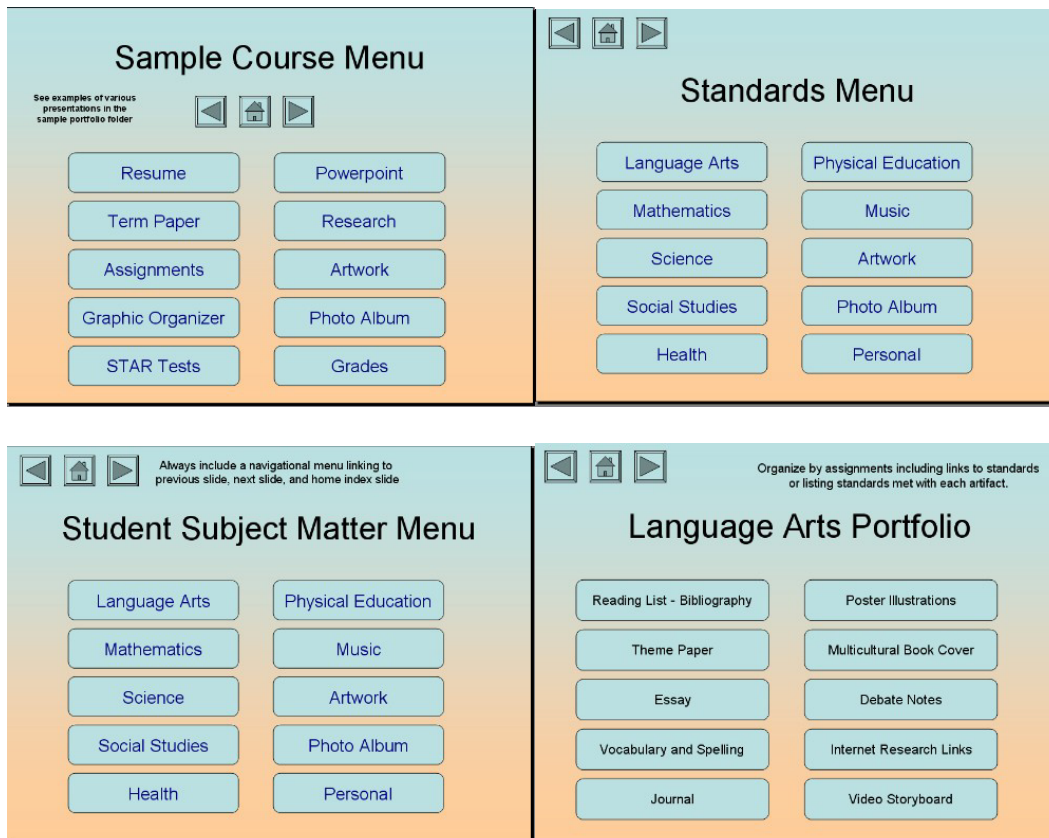 Sample Course Menu
See examples of various
presentations in the
sample portfolio folder
Resume
Powerpoint
Term Paper
Research
Assignments
Artwork
Graphic Organizer
Photo Album
STAR Tests
Grades
Standards Menu
Language Arts
Physical Education
Mathematics
Music
Science
Artwork
Social Studies
Photo Album
Health
Personal
Always include a navigational menu linking to
previous slide, next slide, and home index slide
Student Subject Matter Menu
Language Arts
Physical Education
Mathematics
Music
Science
Artwork
Social Studies
Photo Album
Health
Personal
Organize by assignments including links to standards
or listing standards met with each artifact.
Language Arts Portfolio
Reading List - Bibliography
Poster Illustrations
Theme Paper
Multicultural Book Cover
Essay
Debate Notes
Vocabulary and Spelling
Internet Research Links
Journal
Video Storyboard